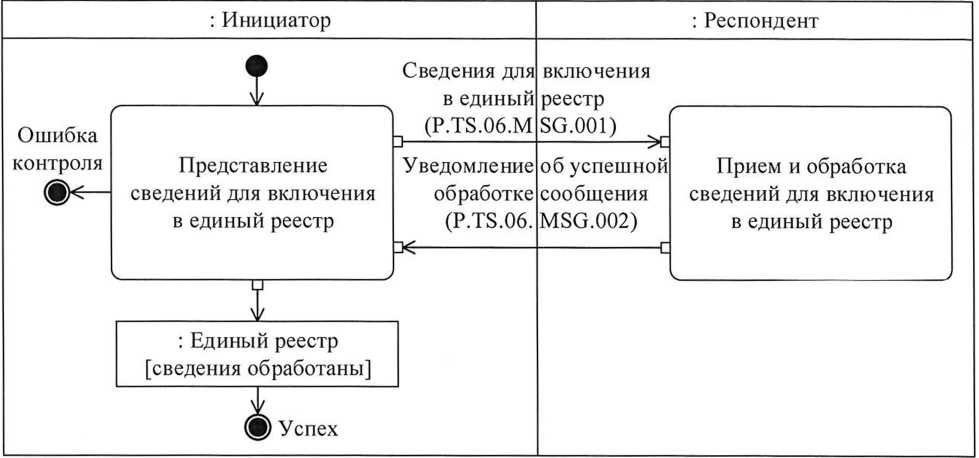 : Инициатор
: Респондент
Сведения для включения
в единый реестр
(P.TS.06.MSG.001)
Ошибка
контроля
Представление
сведений для включения
в единый реестр
Уведомление об успешной
обработке сообщения
(P.TS.06. MSG.002)
Прием и обработка
сведений для включения
в единый реестр
: Единый реестр
[сведения обработаны]
Успех